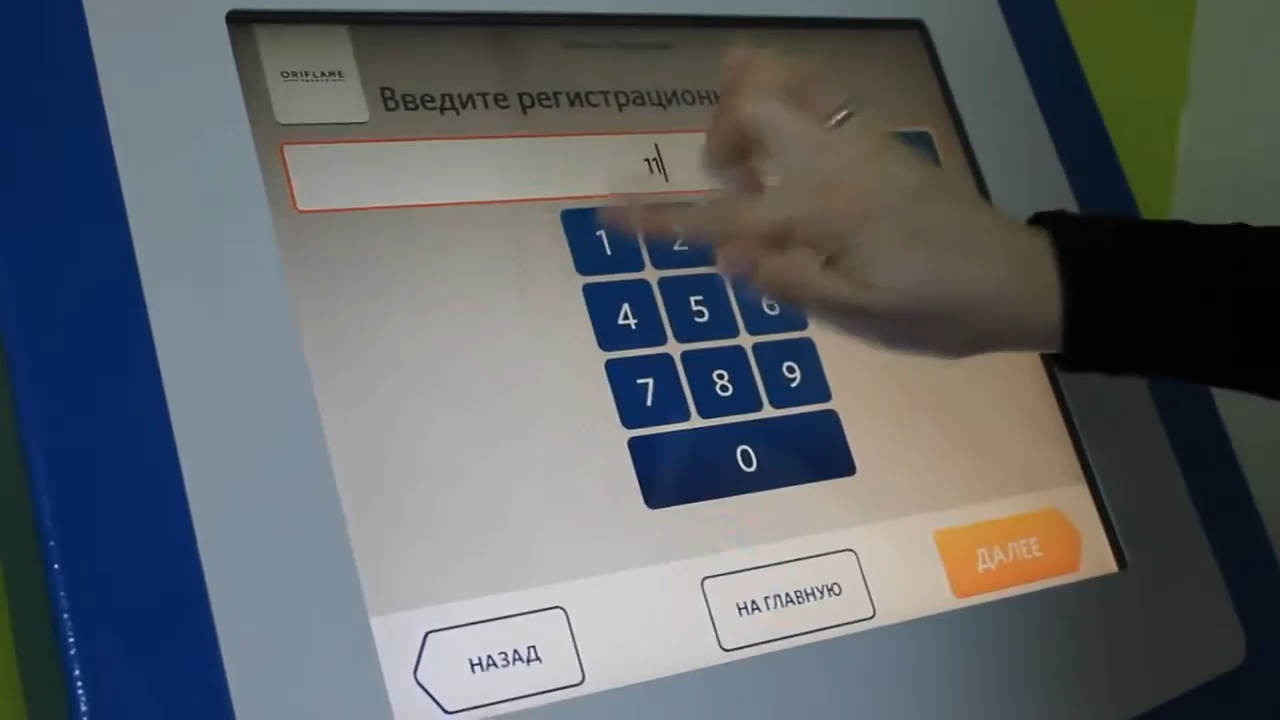 ORIFLAME
Введите регистрационн
11
1 2
4 5 6
7 8 9
0
НАЗАД
НА ГЛАВНУЮ
ДАЛЕЕ